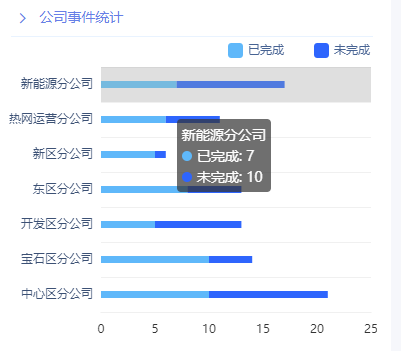 公司事件统计
已完成 未完成
新能源分公司
热网运营分公司
新区分公司
东区分公司
开发区分公司
宝石区分公司
中心区分公司
新能源分公司
已完成: 7
未完成: 10
0 5 10 15 20 25